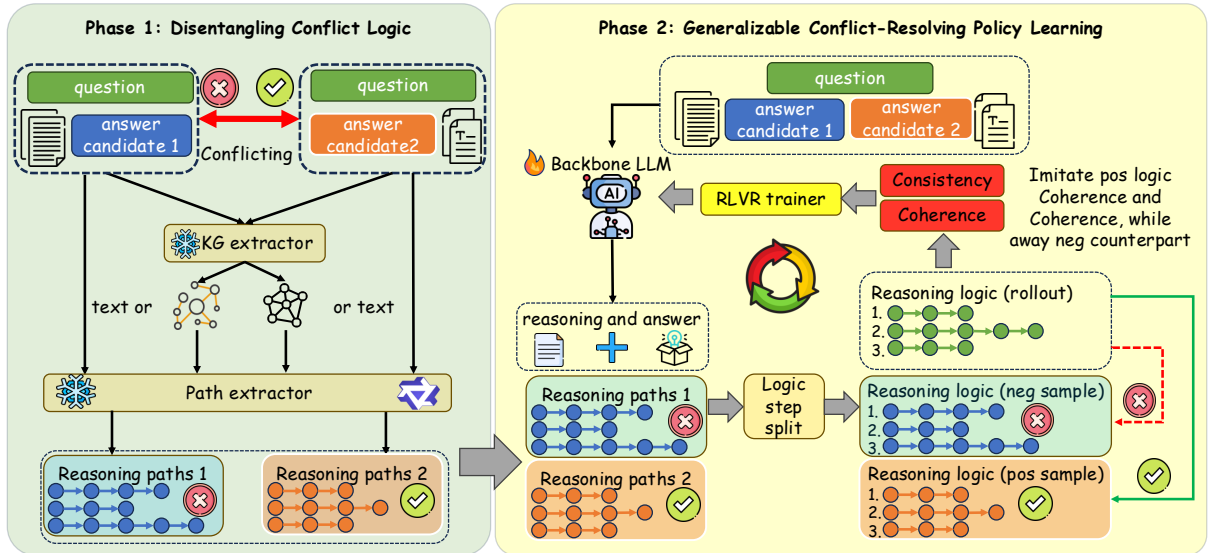 Phase 1: Disentangling Conflict Logic
question
answer
candidate 1
Conflicting
question
answer
candidate2
T
KG extractor
text or
or text
Path extractor
Reasoning paths 1
Reasoning paths 2
Phase 2: Generalizable Conflict-Resolving Policy Learning
question
answer
candidate 1
answer
candidate 2
T
Backbone LLM
AI
RLVR trainer
Consistency
Coherence
Imitate pos logic
Coherence and
Coherence, while
away neg counterpart
reasoning and answer
Reasoning logic (rollout)
1.
2.
3.
Reasoning paths 1
Logic
step
split
Reasoning logic (neg sample)
1.
2.
3.
Reasoning paths 2
Reasoning logic (pos sample)
1.
2.
3.